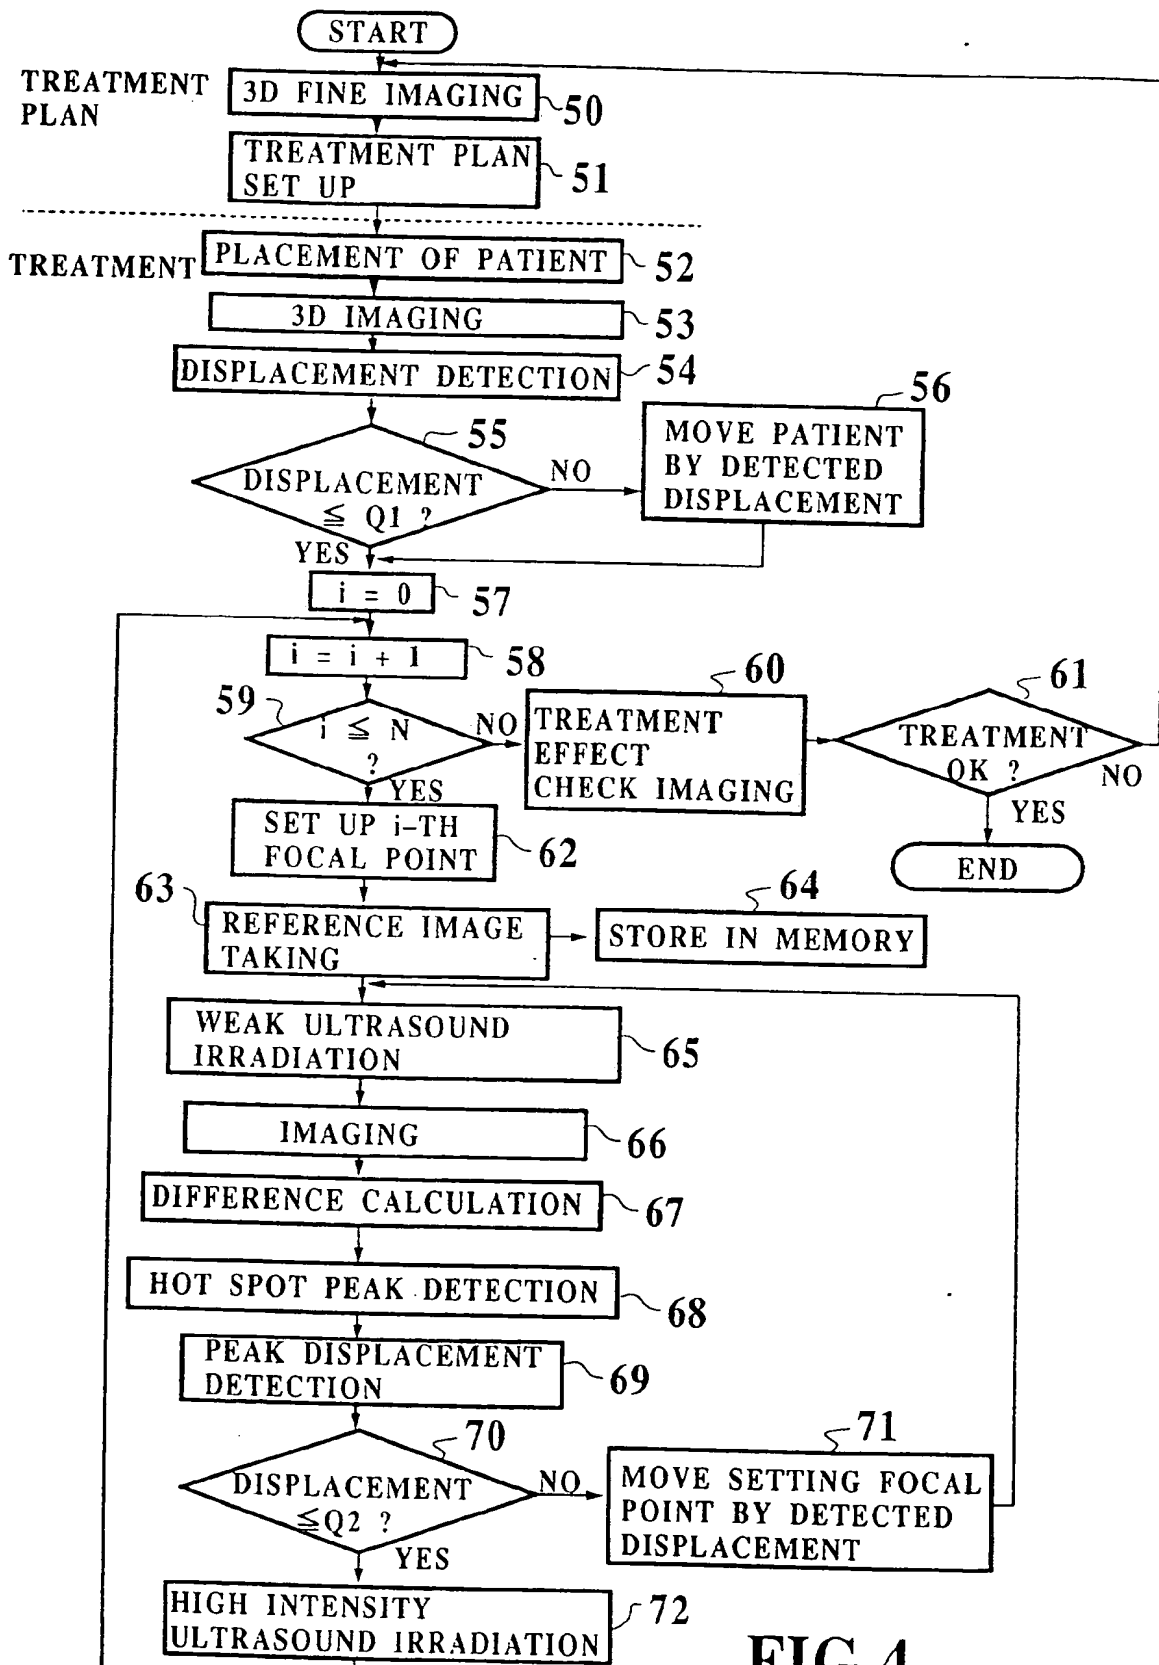 START
TREATMENT
PLAN
3D FINE IMAGING
50
TREATMENT PLAN
SET UP
51
TREATMENT
PLACEMENT OF PATIENT
52
3D IMAGING
53
DISPLACEMENT DETECTION
54
55
DISPLACEMENT
≦ Q1 ?
NO
YES
56
MOVE PATIENT
BY DETECTED
DISPLACEMENT
i = 0
57
i = i + 1
58
59
i ≦ N
?
NO
YES
60
TREATMENT
EFFECT
CHECK IMAGING
61
TREATMENT
OK ?
NO
YES
END
SET UP i-TH
FOCAL POINT
62
63
REFERENCE IMAGE
TAKING
64
STORE IN MEMORY
WEAK ULTRASOUND
IRRADIATION
65
IMAGING
66
DIFFERENCE CALCULATION
67
HOT SPOT PEAK DETECTION
68
PEAK DISPLACEMENT
DETECTION
69
70
DISPLACEMENT
≦Q2 ?
NO
YES
71
MOVE SETTING FOCAL
POINT BY DETECTED
DISPLACEMENT
HIGH INTENSITY
ULTRASOUND IRRADIATION
72
FIG.4